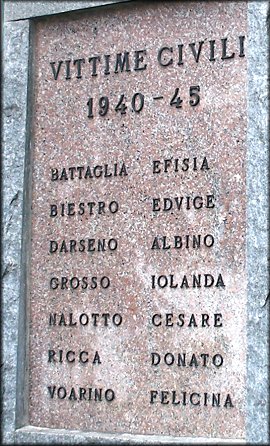 VITTIME CIVILI
1940-45
BATTAGLIA EFISIA
BIESTRO EDVIGE
DARSENO ALBINO
GROSSO IOLANDA
NALOTTO CESARE
RICCA DONATO
VOARINO FELICINA